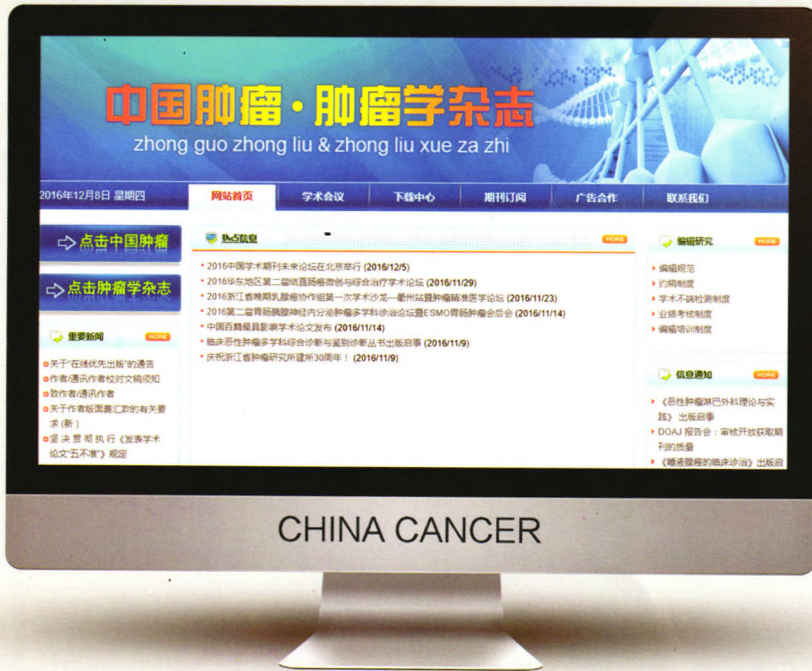 中国肿瘤·肿瘤学杂志
zhong guo zhong liu & zhong liu xue za zhi
2016年12月8日 星期四
网站首页
学术会议
下载中心
期刊订阅
广告合作
联系我们
点击中国肿瘤
点击肿瘤学杂志
重要新闻
MORE
关于“在线优先出版”的通告
作者/通讯作者校对文稿须知
致作者/通讯作者
关于作者版面费汇款的有关要
求(新)
坚决贯彻执行《发表学术
论文“五不准”》规定
热点信息
MORE
2016中国学术期刊未来论坛在北京举行 (2016/12/5)
2016华东地区第二届结直肠癌微创与综合治疗学术论坛 (2016/11/29)
2016浙江省晚期乳腺癌协作组第一次学术沙龙—衢州站暨肿瘤精准医学论坛 (2016/11/23)
2016第二届胃肠胰腺神经内分泌肿瘤多学科诊治论坛暨ESMO胃肠肿瘤会后会 (2016/11/14)
中国百篇最具影响学术论文发布 (2016/11/14)
临床恶性肿瘤多学科综合诊断与鉴别诊断丛书出版启事 (2016/11/9)
庆祝浙江省肿瘤研究所建所30周年！ (2016/11/9)
编辑研究
MORE
编辑规范
约稿制度
学术不端检测制度
业绩考核制度
编辑培训制度
信息通知
MORE
《恶性肿瘤淋巴外科理论与实
践》 出版启事
DOAJ 报告会：审核开放获取期
刊的质量
《唾液腺癌的临床诊治》出版启
CHINA CANCER